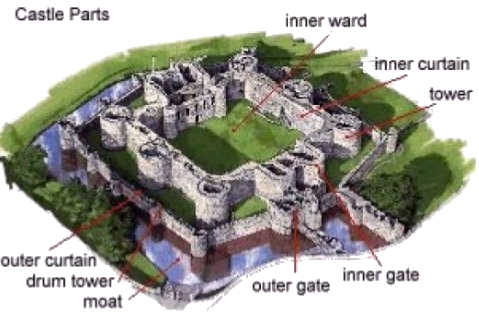 Castle Parts
inner ward
inner curtain
tower
outer curtain
drum tower
moat
outer gate
inner gate